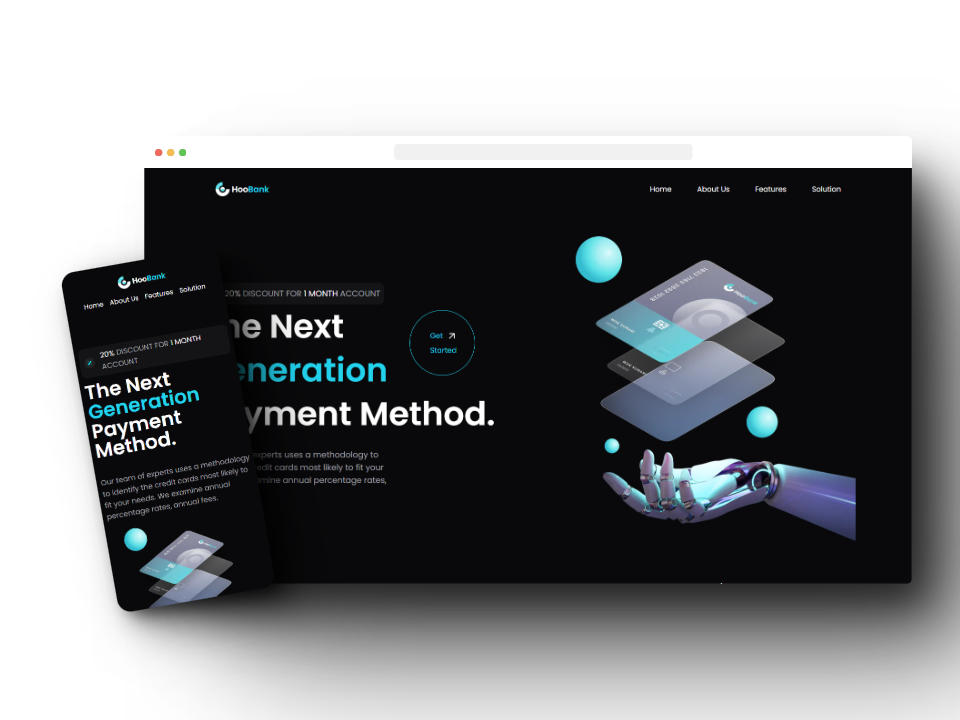 HooBank
Home About Us Features Solution
20% DISCOUNT FOR 1 MONTH ACCOUNT
he Next
Get
Started
eneration
yment Method.
experts uses a methodology to
edit cards most likely to fit your
mine annual percentage rates,
HooBank
HooBank
Home About Us Features Solution
20% DISCOUNT FOR 1 MONTH
ACCOUNT
The Next
Generation
Payment
Method.
Our team of experts uses a methodology
to identify the credit cards most likely to
fit your needs. We examine annual
percentage rates, annual fees.